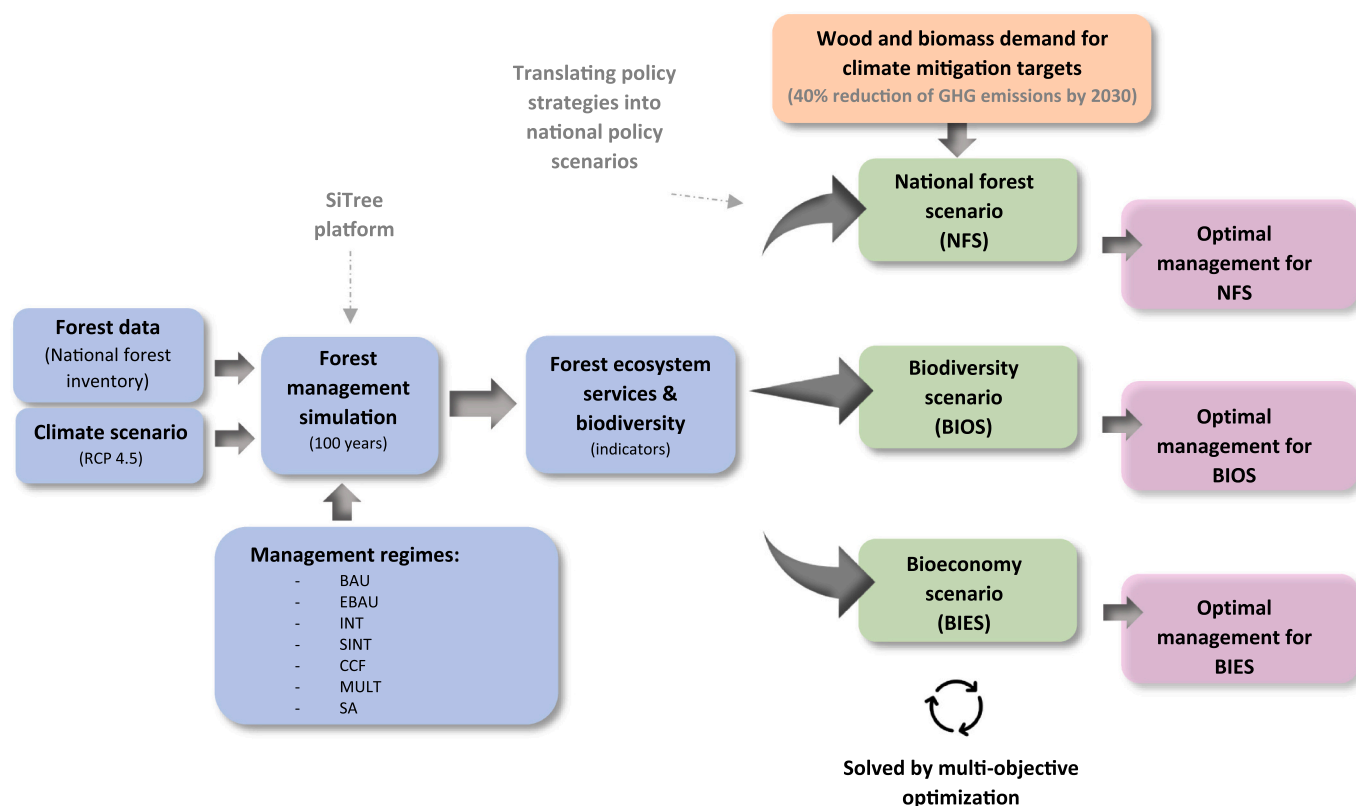 Wood and biomass demand for
climate mitigation targets
(40% reduction of GHG emissions by 2030)
Translating policy
strategies into
national policy
scenarios
National forest
scenario
(NFS)
SiTree
platform
Optimal
management for
NFS
Forest data
(National forest
inventory)
Climate scenario
(RCP 4.5)
Forest
management
simulation
(100 years)
Forest ecosystem
services &
biodiversity
(indicators)
Biodiversity
scenario
(BIOS)
Optimal
management for
BIOS
Management regimes:
- BAU
- EBAU
- INT
- SINT
- CCF
- MULT
- SA
Bioeconomy
scenario
(BIES)
Optimal
management for
BIES
Solved by multi-objective
optimization